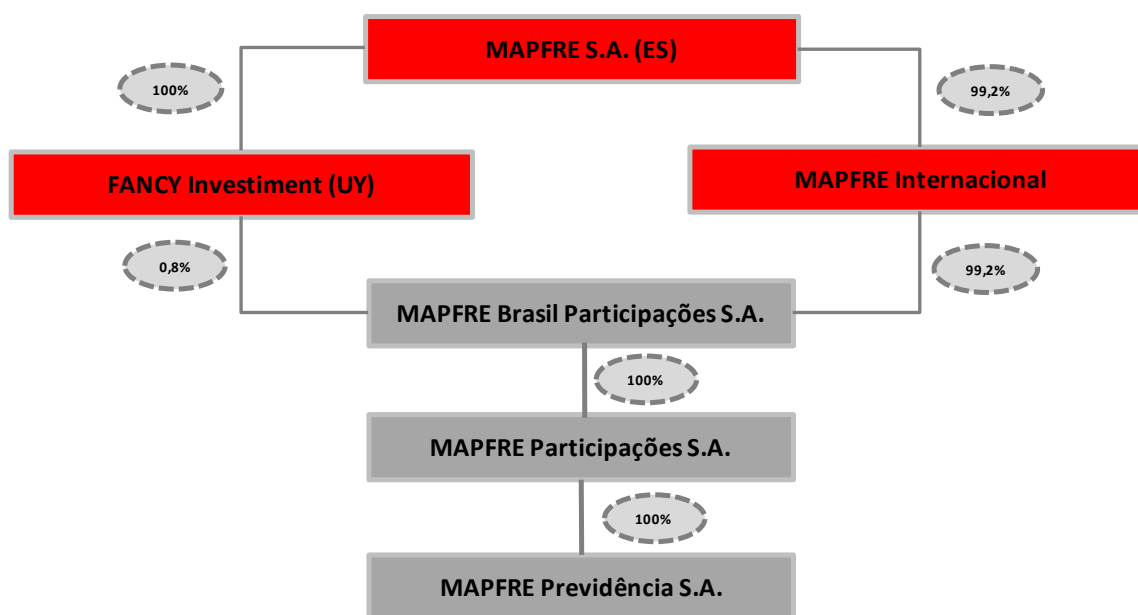 MAPFRE S.A. (ES)
100%
99,2%
FANCY Investiment (UY)
MAPFRE Internacional
0,8%
99,2%
MAPFRE Brasil Participações S.A.
100%
MAPFRE Participações S.A.
100%
MAPFRE Previdência S.A.